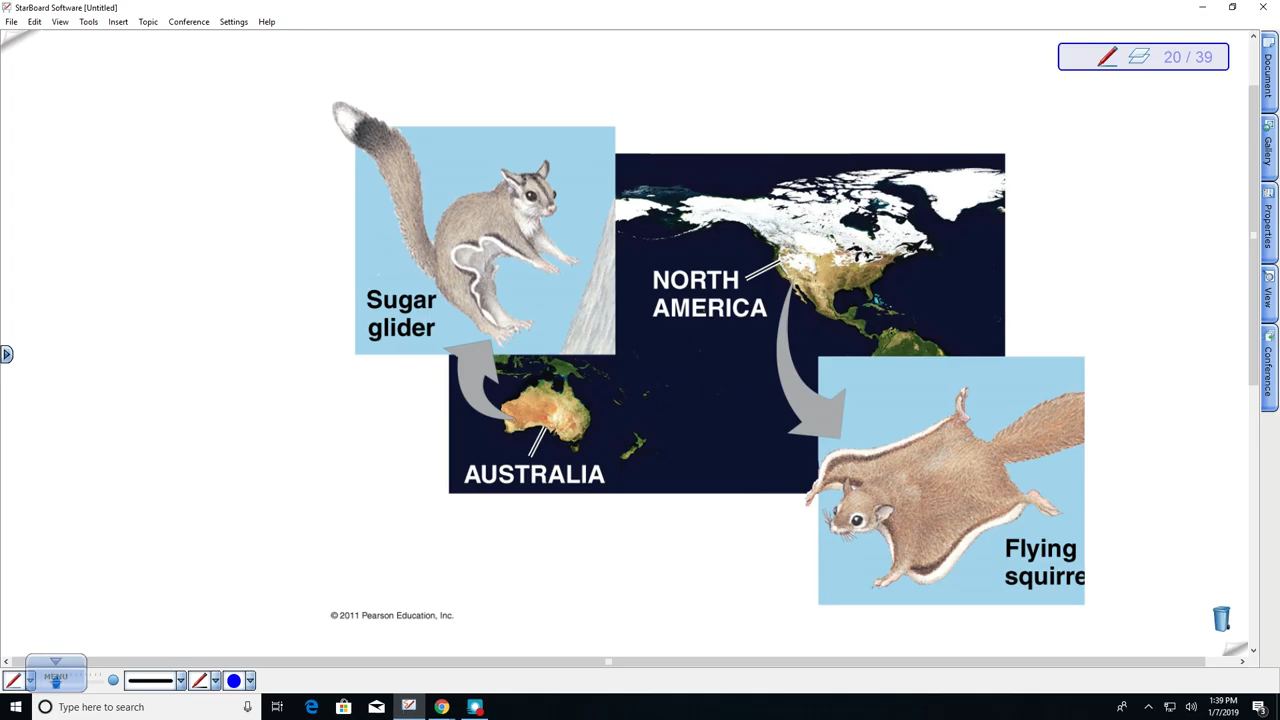 StarBoard Software [Untitled]
File Edit View Tools Insert Topic Conference Settings Help
20 / 39
Document
Gallery
Properties
View
Conference
NORTH
AMERICA
Sugar
glider
AUSTRALIA
Flying
squirre
© 2011 Pearson Education, Inc.
MENU
Type here to search
1:39 PM
1/7/2019
3